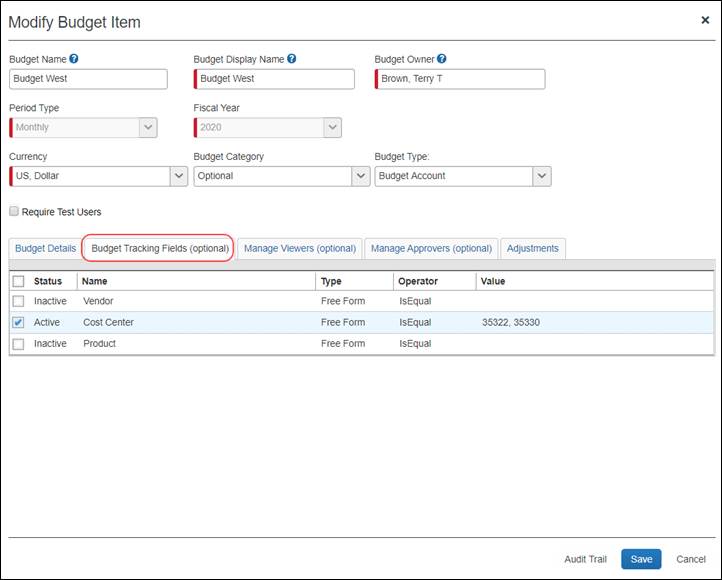 Modify Budget Item ×
Budget Name ? Budget Display Name ? Budget Owner ?
Budget West Budget West Brown, Terry T
Period Type Fiscal Year
Monthly 2020
Currency Budget Category Budget Type:
US, Dollar Optional Budget Account
Require Test Users
Budget Details Budget Tracking Fields (optional) Manage Viewers (optional) Manage Approvers (optional) Adjustments
Status Name Type Operator Value
Inactive Vendor Free Form IsEqual
Active Cost Center Free Form IsEqual 35322, 35330
Inactive Product Free Form IsEqual
Audit Trail Save Cancel